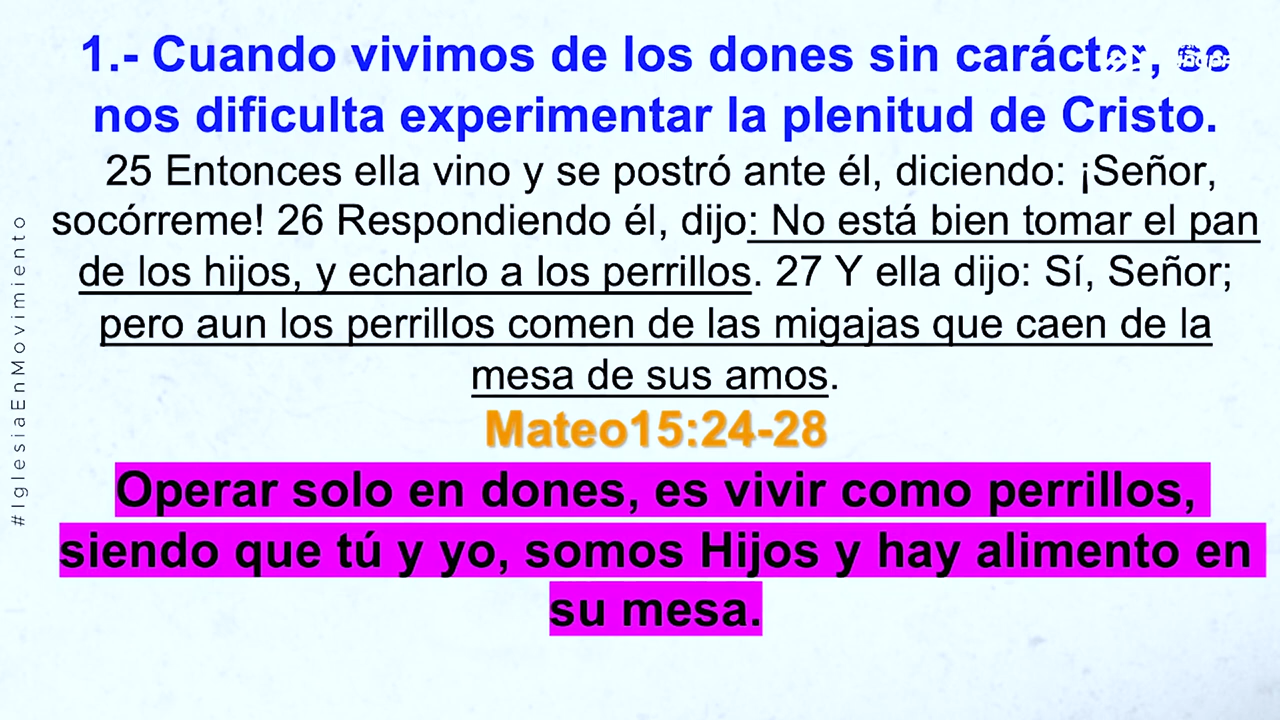 1.- Cuando vivimos de los dones sin carácter, se
nos dificulta experimentar la plenitud de Cristo.
25 Entonces ella vino y se postró ante él, diciendo: ¡Señor,
socórreme! 26 Respondiendo él, dijo: No está bien tomar el pan
de los hijos, y echarlo a los perrillos. 27 Y ella dijo: Sí, Señor;
pero aun los perrillos comen de las migajas que caen de la
mesa de sus amos.
Mateo15:24-28
Operar solo en dones, es vivir como perrillos,
siendo que tú y yo, somos Hijos y hay alimento en
su mesa.
#IglesiaEnMovimiento